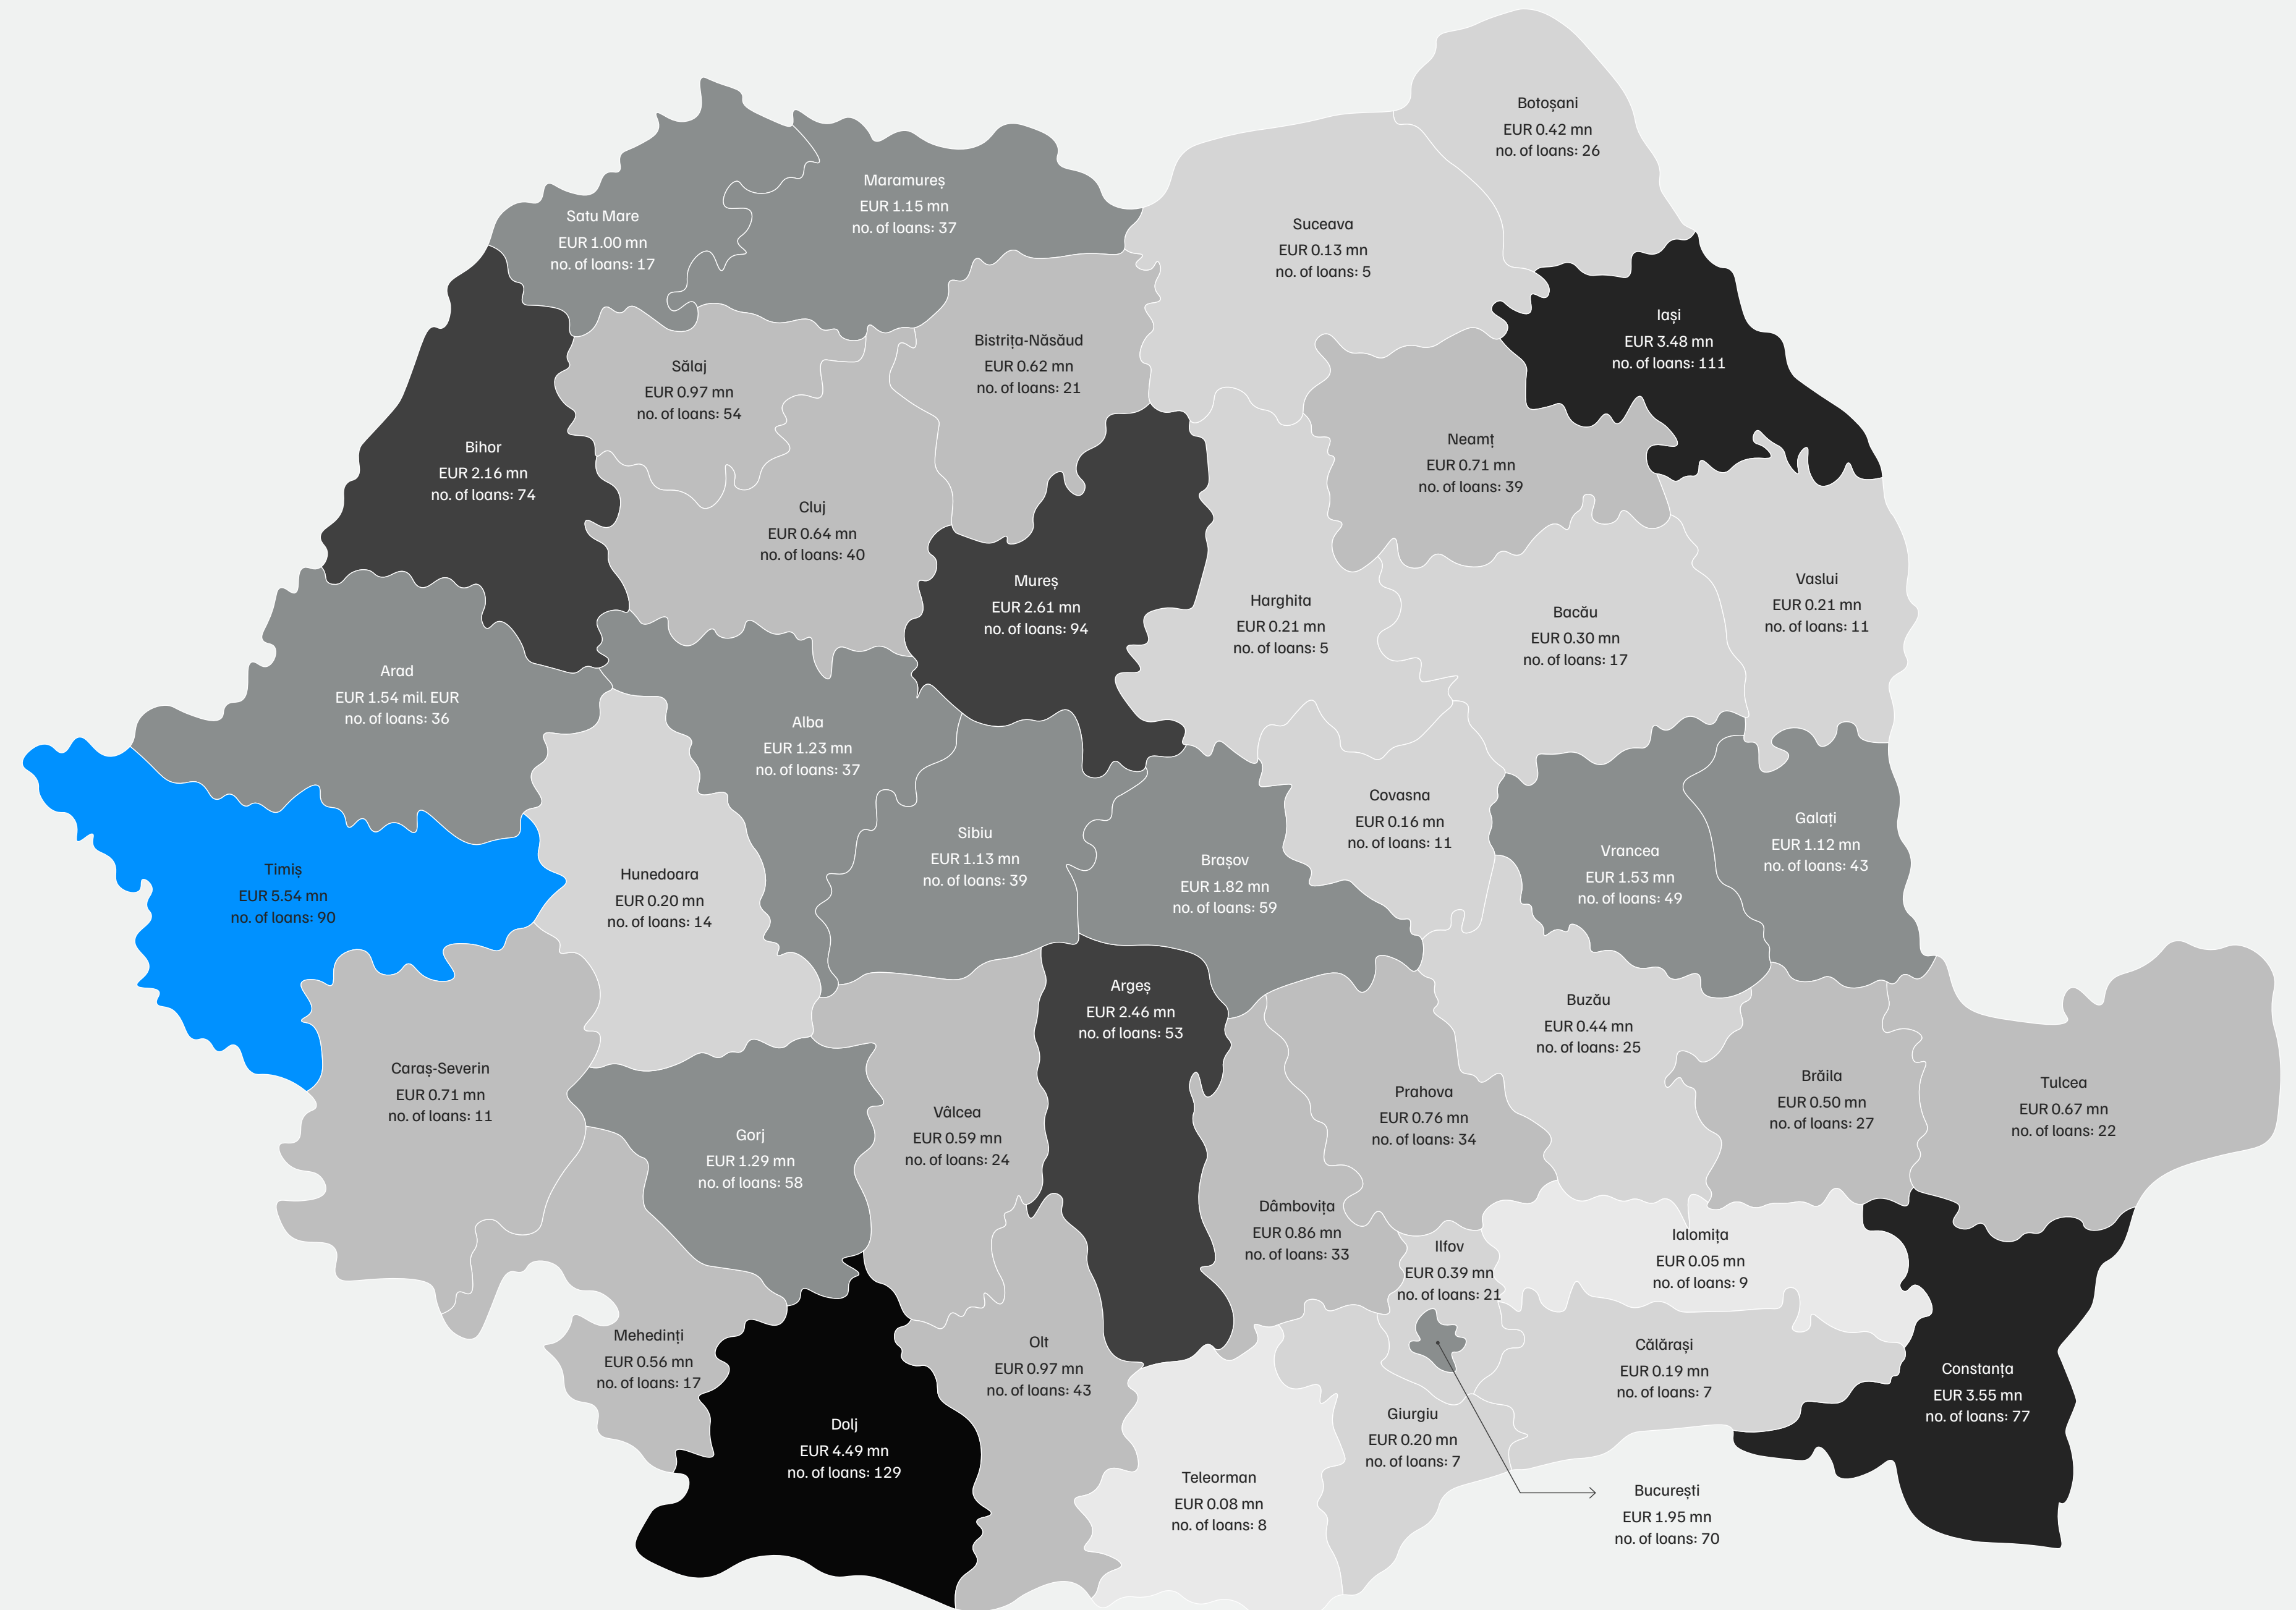 Botoșani
EUR 0.42 mn
no. of loans: 26
Maramureș
EUR 1.15 mn
no. of loans: 37
Satu Mare
EUR 1.00 mn
no. of loans: 17
Suceava
EUR 0.13 mn
no. of loans: 5
Iași
EUR 3.48 mn
no. of loans: 111
Bistrița-Năsăud
EUR 0.62 mn
no. of loans: 21
Sălaj
EUR 0.97 mn
no. of loans: 54
Neamț
EUR 0.71 mn
no. of loans: 39
Bihor
EUR 2.16 mn
no. of loans: 74
Cluj
EUR 0.64 mn
no. of loans: 40
Mureș
EUR 2.61 mn
no. of loans: 94
Harghita
EUR 0.21 mn
no. of loans: 5
Bacău
EUR 0.30 mn
no. of loans: 17
Vaslui
EUR 0.21 mn
no. of loans: 11
Arad
EUR 1.54 mil. EUR
no. of loans: 36
Alba
EUR 1.23 mn
no. of loans: 37
Covasna
EUR 0.16 mn
no. of loans: 11
Galați
EUR 1.12 mn
no. of loans: 43
Sibiu
EUR 1.13 mn
no. of loans: 39
Vrancea
EUR 1.53 mn
no. of loans: 49
Brașov
EUR 1.82 mn
no. of loans: 59
Timiș
EUR 5.54 mn
no. of loans: 90
Hunedoara
EUR 0.20 mn
no. of loans: 14
Argeș
EUR 2.46 mn
no. of loans: 53
Buzău
EUR 0.44 mn
no. of loans: 25
Caraș-Severin
EUR 0.71 mn
no. of loans: 11
Brăila
EUR 0.50 mn
no. of loans: 27
Tulcea
EUR 0.67 mn
no. of loans: 22
Prahova
EUR 0.76 mn
no. of loans: 34
Vâlcea
EUR 0.59 mn
no. of loans: 24
Gorj
EUR 1.29 mn
no. of loans: 58
Dâmbovița
EUR 0.86 mn
no. of loans: 33
Ialomița
EUR 0.05 mn
no. of loans: 9
Ilfov
EUR 0.39 mn
no. of loans: 21
Mehedinți
EUR 0.56 mn
no. of loans: 17
Olt
EUR 0.97 mn
no. of loans: 43
Călărași
EUR 0.19 mn
no. of loans: 7
Constanța
EUR 3.55 mn
no. of loans: 77
Giurgiu
EUR 0.20 mn
no. of loans: 7
Dolj
EUR 4.49 mn
no. of loans: 129
Teleorman
EUR 0.08 mn
no. of loans: 8
București
EUR 1.95 mn
no. of loans: 70